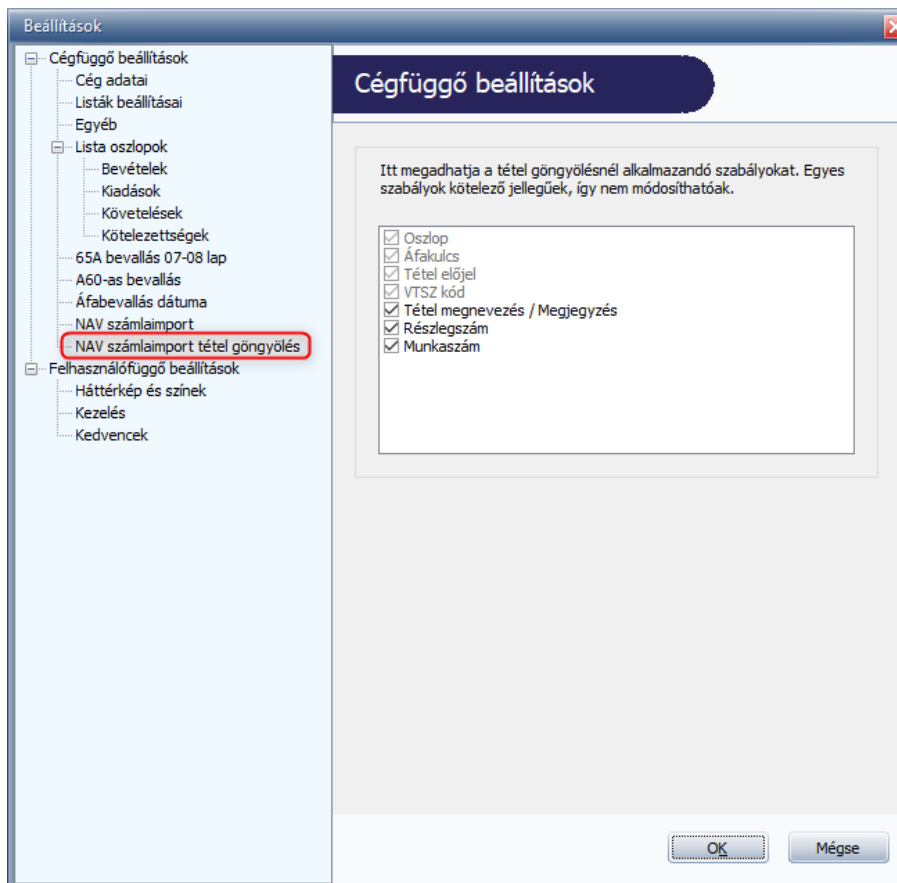 Beállítások
Cégfüggő beállítások
Cég adatai
Listák beállításai
Egyéb
Lista oszlopok
Bevételek
Kiadások
Követelések
Kötelezettségek
65A bevallás 07-08 lap
A60-as bevallás
Áfabevallás dátuma
NAV számlaimport
NAV számlaimport tétel göngyölés
Felhasználófüggő beállítások
Háttérkép és színek
Kezelés
Kedvencek
Cégfüggő beállítások
Itt megadhatja a tétel göngyölésnél alkalmazandó szabályokat. Egyes
szabályok kötelező jellegűek, így nem módosíthatóak.
Oszlop
Áfakulcs
Tétel előjel
VTSZ kód
Tétel megnevezés / Megjegyzés
Részlegszám
Munkaszám
OK
Mégse